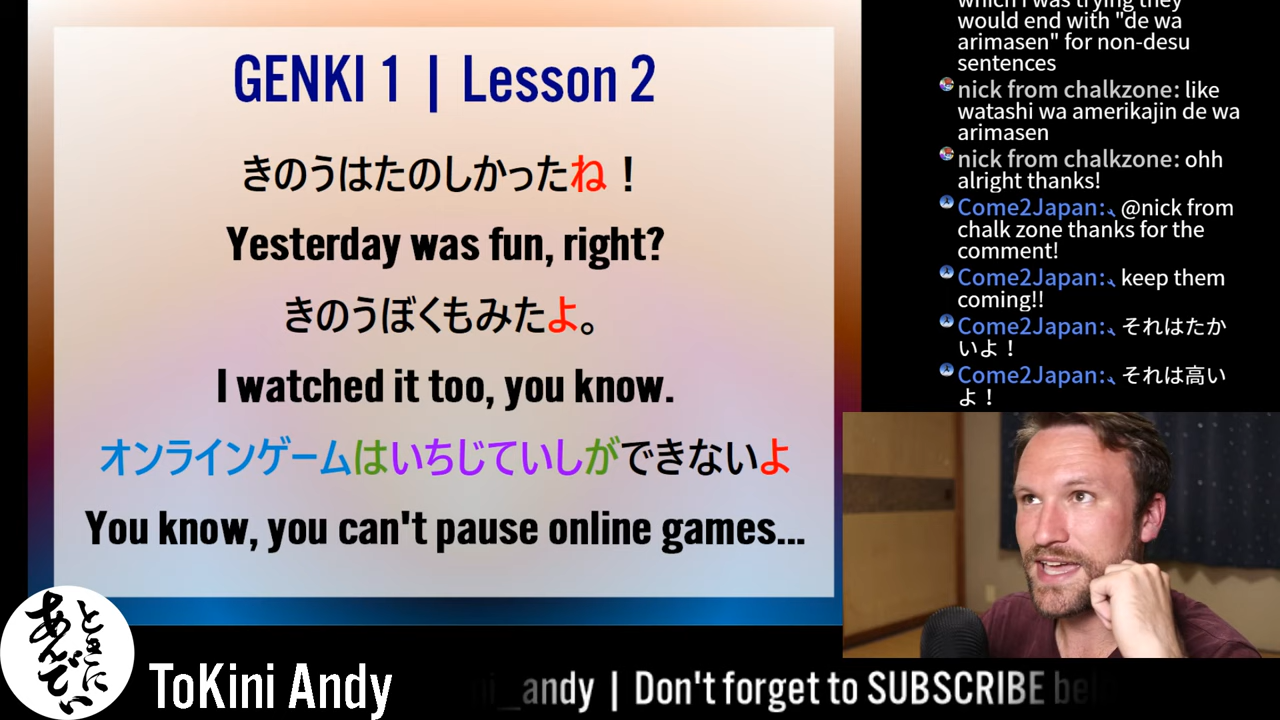 GENKI 1 | Lesson 2
きのうはたのしかったね！
Yesterday was fun, right?
きのうぼくもみたよ。
I watched it too, you know.
オンラインゲームはいちじていしができないよ
You know, you can't pause online games...
which I was trying they
would end with "de wa
arimasen" for non-desu
sentences
nick from chalkzone: like
watashi wa amerikajin de wa
arimasen
nick from chalkzone: ohh
alright thanks!
Come2Japan:、@nick from
chalk zone thanks for the
comment!
Come2Japan:、keep them
coming!!
Come2Japan:、それはたか
いよ！
Come2Japan:、それは高い
よ！
ときに
あんでぃ
ToKini Andy
_andy | Don't forget to SUBSCRIBE